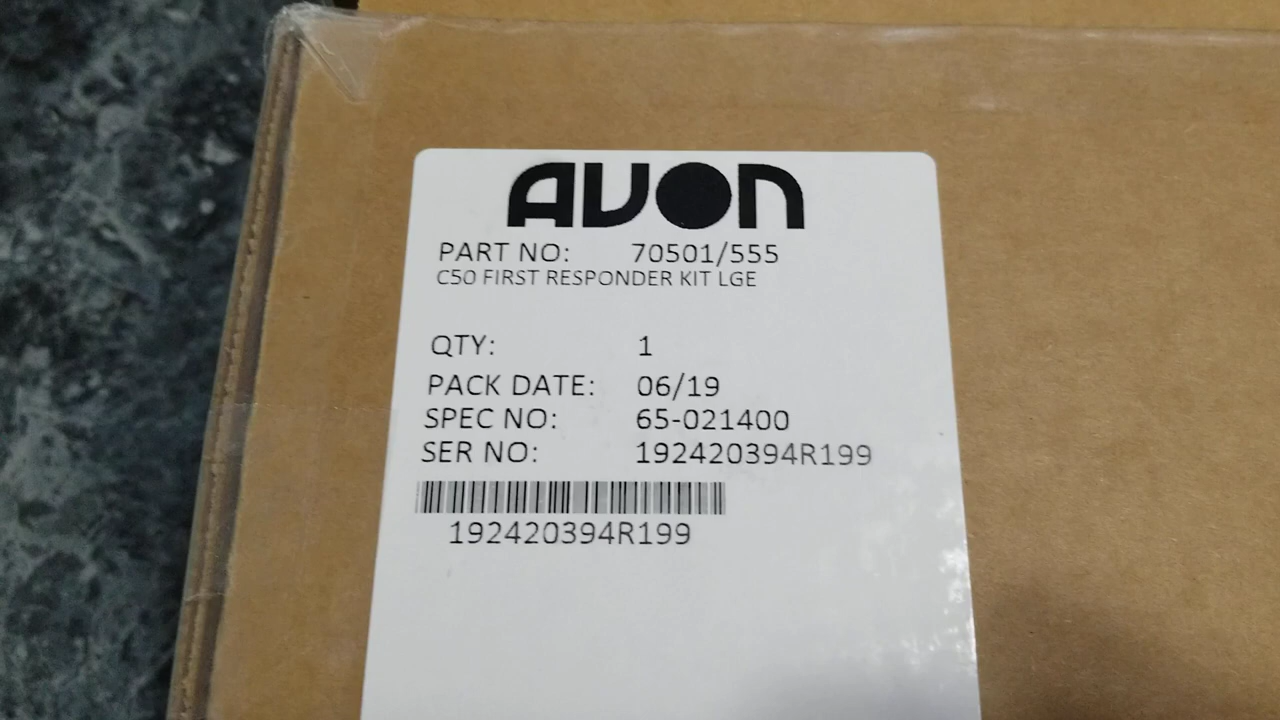 AVON
PART NO: 70501/555
C50 FIRST RESPONDER KIT LGE
QTY: 1
PACK DATE: 06/19
SPEC NO: 65-021400
SER NO: 192420394R199
192420394R199